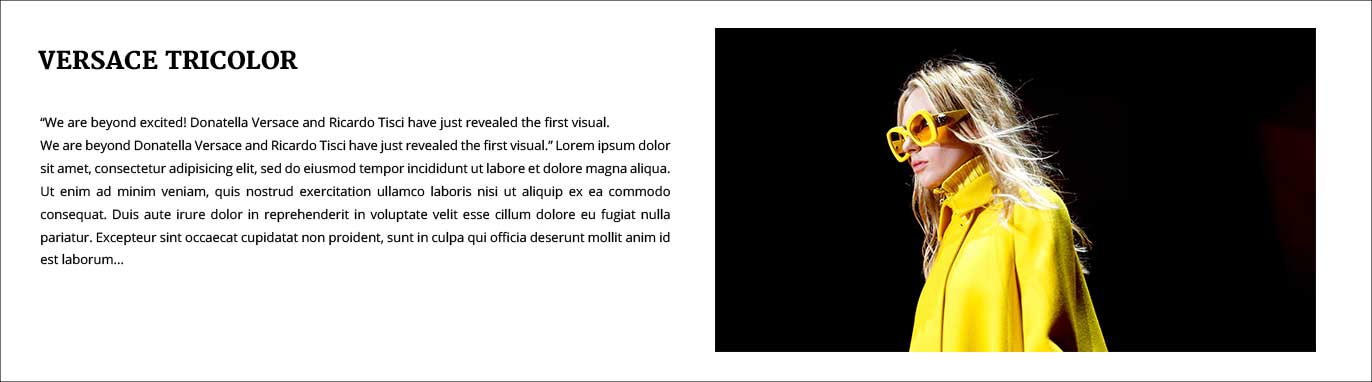 VERSACE TRICOLOR
“We are beyond excited! Donatella Versace and Ricardo Tisci have just revealed the first visual.
We are beyond Donatella Versace and Ricardo Tisci have just revealed the first visual.” Lorem ipsum dolor
sit amet, consectetur adipisicing elit, sed do eiusmod tempor incididunt ut labore et dolore magna aliqua.
Ut enim ad minim veniam, quis nostrud exercitation ullamco laboris nisi ut aliquip ex ea commodo
consequat. Duis aute irure dolor in reprehenderit in voluptate velit esse cillum dolore eu fugiat nulla
pariatur. Excepteur sint occaecat cupidatat non proident, sunt in culpa qui officia deserunt mollit anim id
est laborum...